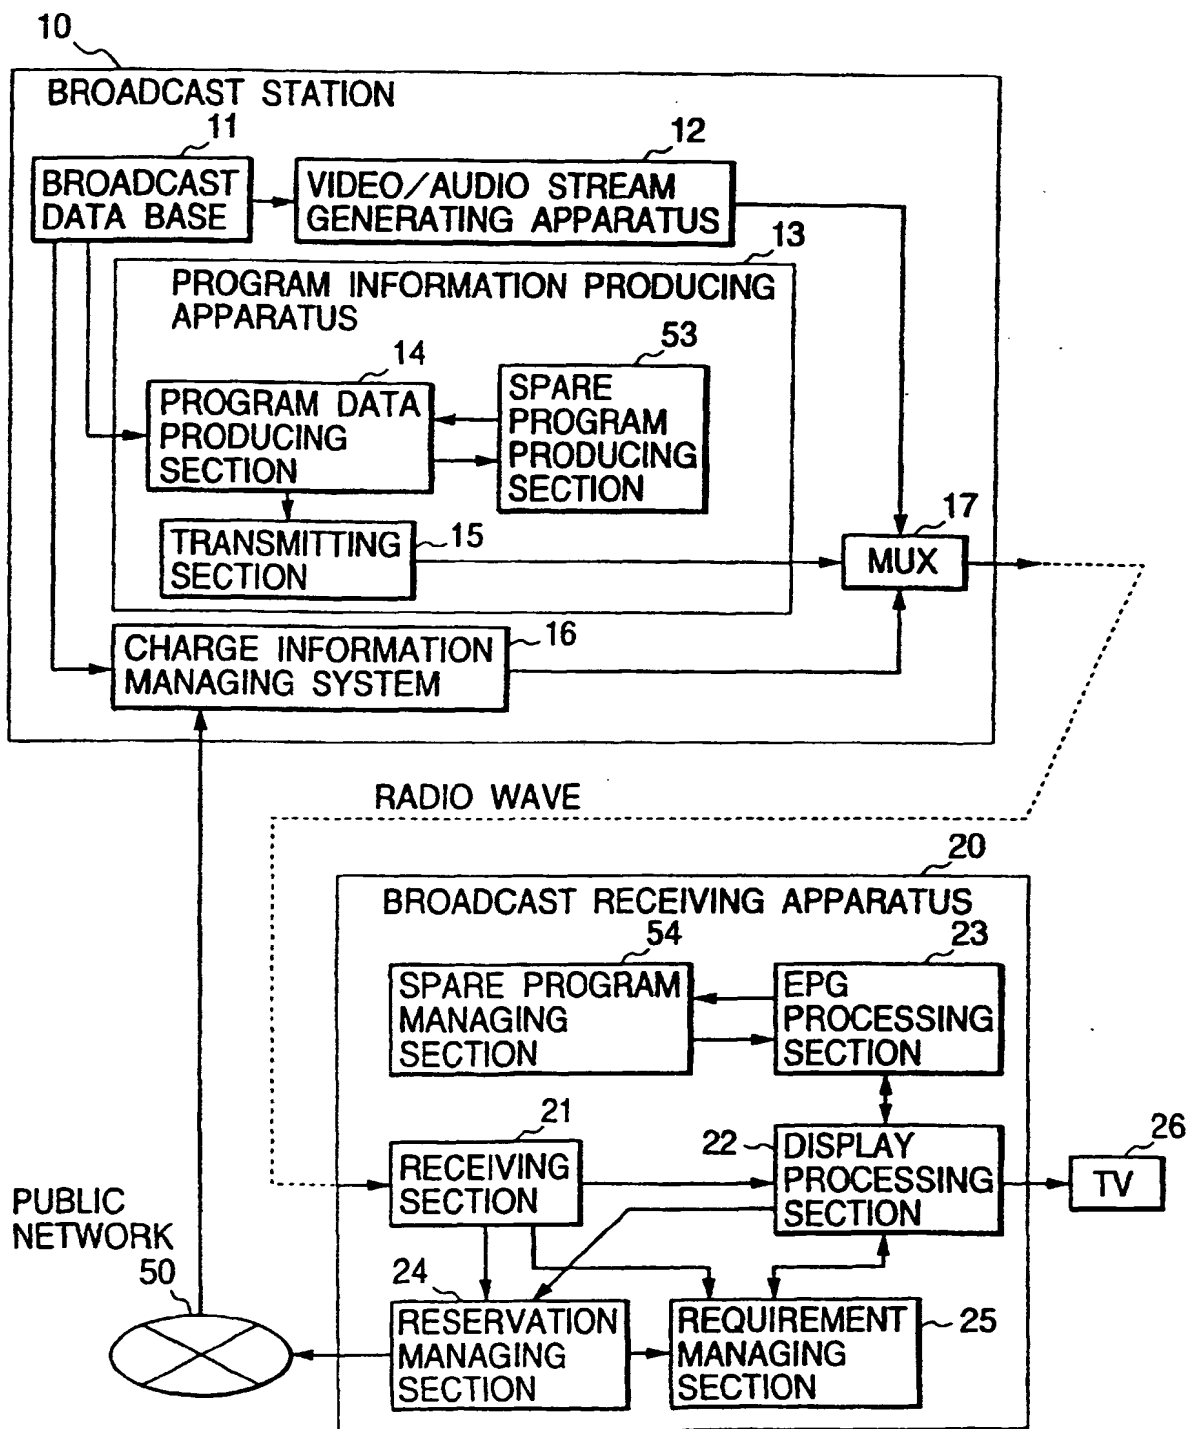 10
BROADCAST STATION
11
12
BROADCAST
DATA BASE
VIDEO/AUDIO STREAM
GENERATING APPARATUS
13
PROGRAM INFORMATION PRODUCING
APPARATUS
14
53
PROGRAM DATA
PRODUCING
SECTION
SPARE
PROGRAM
PRODUCING
SECTION
15
17
TRANSMITTING
SECTION
MUX
16
CHARGE INFORMATION
MANAGING SYSTEM
RADIO WAVE
20
BROADCAST RECEIVING APPARATUS
54
23
SPARE PROGRAM
MANAGING
SECTION
EPG
PROCESSING
SECTION
21
22
26
RECEIVING
SECTION
DISPLAY
PROCESSING
SECTION
TV
PUBLIC
NETWORK
50
24
25
RESERVATION
MANAGING
SECTION
REQUIREMENT
MANAGING
SECTION